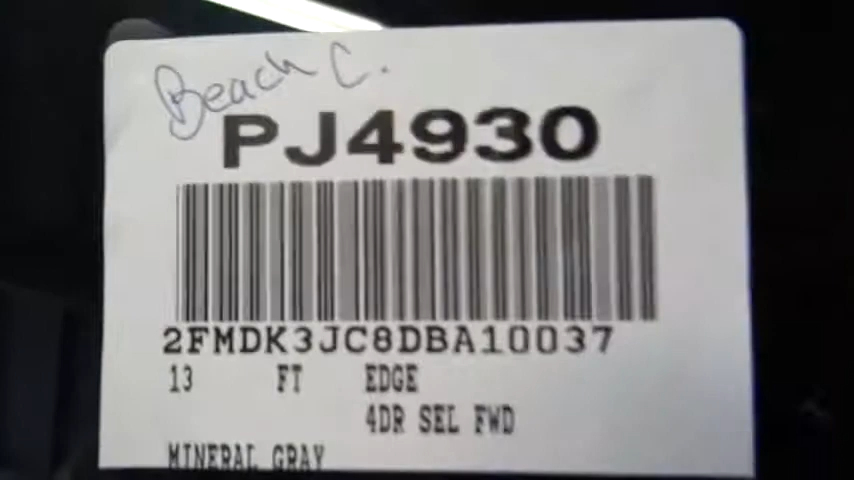 Beach C.
PJ4930
2FMDK3JC8DBA10037
13 FT EDGE
4DR SEL FWD
MINERAL GRAY